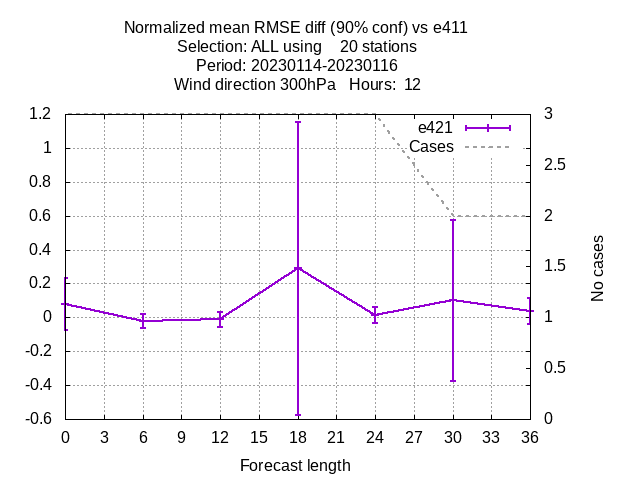 Normalized mean RMSE diff (90% conf) vs e411
Selection: ALL using    20 stations
Period: 20230114-20230116
Wind direction 300hPa   Hours:  12
1.2
1
0.8
0.6
0.4
0.2
0
-0.2
-0.4
-0.6
e421
Cases
3
2.5
2
1.5
1
0.5
0
No cases
0 3 6 9 12 15 18 21 24 27 30 33 36
Forecast length